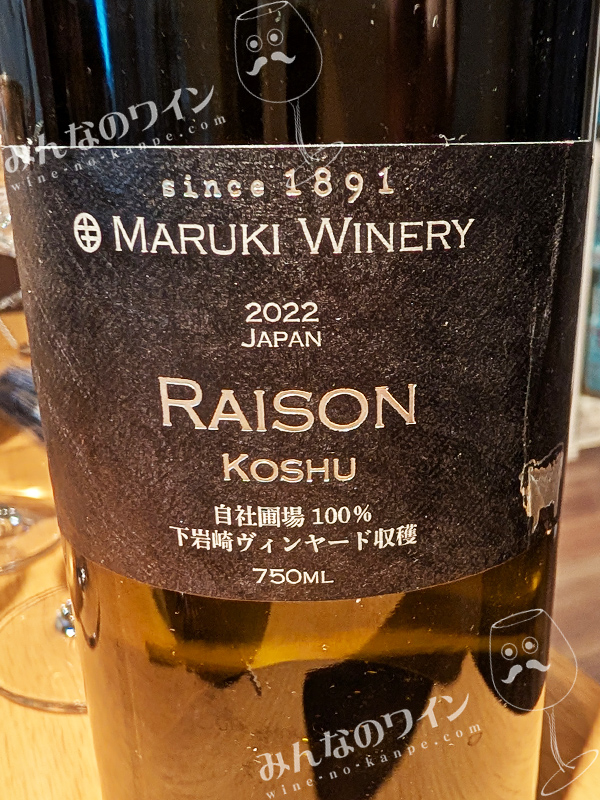 みんなのワイン
wine-no-kanpe.com
since 1891
MARUKI WINERY
2022
JAPAN
RAISON
KOSHU
自社圃場 100%
下岩崎ヴィンヤード収穫
750ML
みんなのワイン
wine-no-kanpe.com